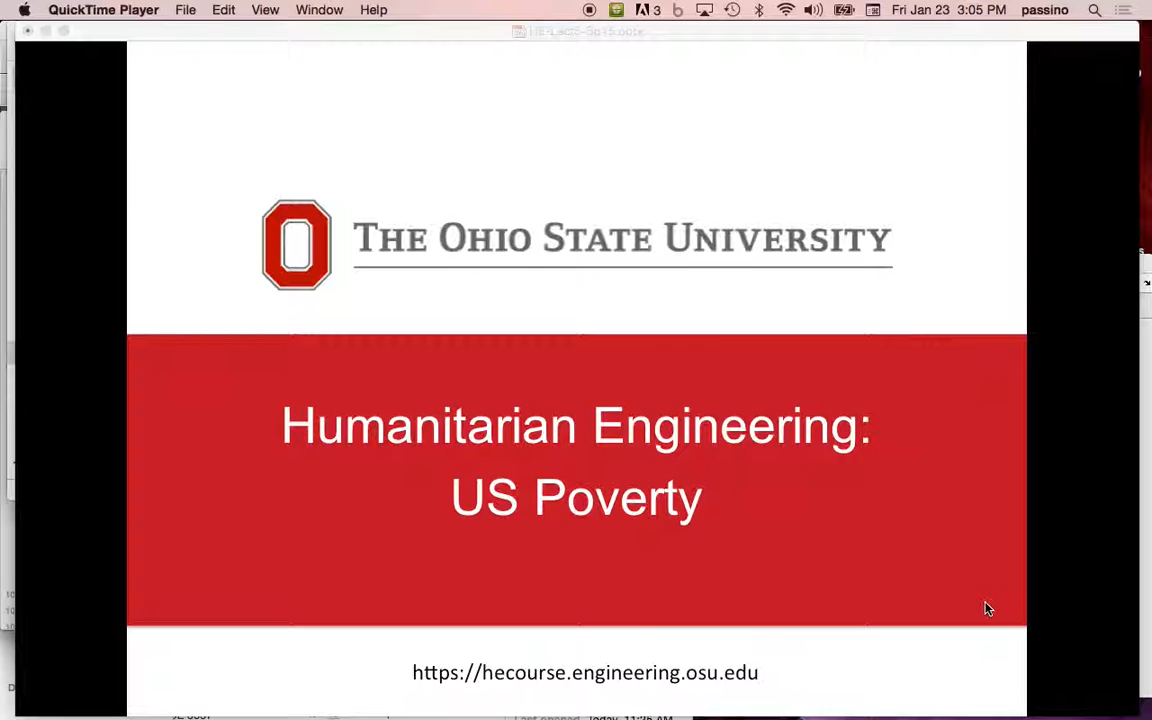 QuickTime Player File Edit View Window Help 3 Fri Jan 23 3:05 PM passino
O THE OHIO STATE UNIVERSITY
Humanitarian Engineering:
US Poverty
https://hecourse.engineering.osu.edu